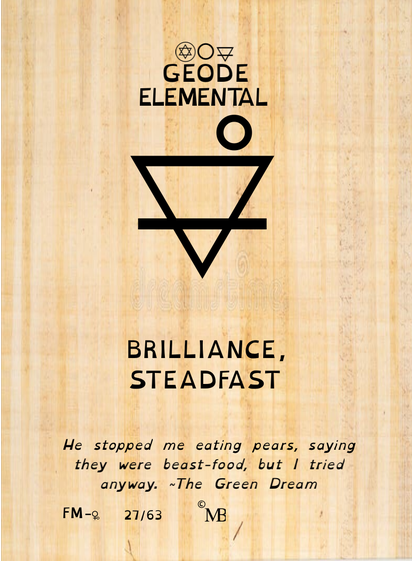 GEODE
ELEMENTAL
BRILLIANCE,
STEADFAST
He stopped me eating pears, saying
they were beast-food, but I tried
anyway. ~The Green Dream
FM-♀ 27/63 © MB